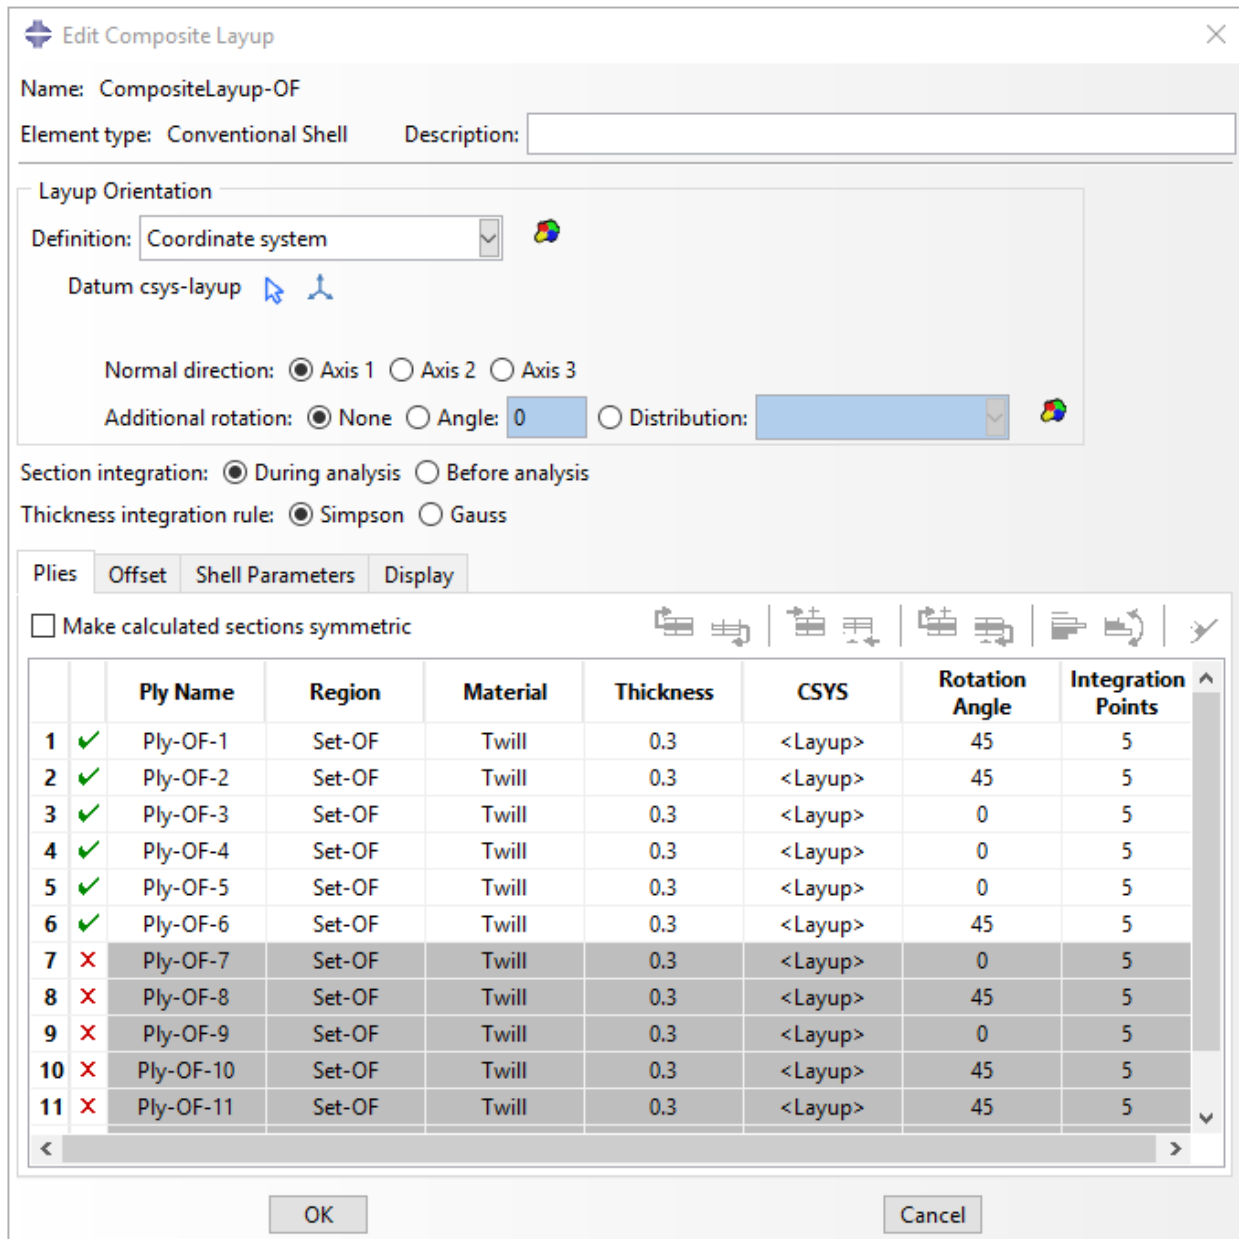 Edit Composite Layup
Name: CompositeLayup-OF
Element type: Conventional Shell Description:
Layup Orientation
Definition: Coordinate system
Datum csys-layup
Normal direction: Axis 1 Axis 2 Axis 3
Additional rotation: None Angle: 0 Distribution:
Section integration: During analysis Before analysis
Thickness integration rule: Simpson Gauss
Plies Offset Shell Parameters Display
Make calculated sections symmetric
Ply Name Region Material Thickness CSYS Rotation Angle Integration Points
1 Ply-OF-1 Set-OF Twill 0.3 <Layup> 45 5
2 Ply-OF-2 Set-OF Twill 0.3 <Layup> 45 5
3 Ply-OF-3 Set-OF Twill 0.3 <Layup> 0 5
4 Ply-OF-4 Set-OF Twill 0.3 <Layup> 0 5
5 Ply-OF-5 Set-OF Twill 0.3 <Layup> 0 5
6 Ply-OF-6 Set-OF Twill 0.3 <Layup> 45 5
7 Ply-OF-7 Set-OF Twill 0.3 <Layup> 0 5
8 Ply-OF-8 Set-OF Twill 0.3 <Layup> 45 5
9 Ply-OF-9 Set-OF Twill 0.3 <Layup> 0 5
10 Ply-OF-10 Set-OF Twill 0.3 <Layup> 45 5
11 Ply-OF-11 Set-OF Twill 0.3 <Layup> 45 5
OK Cancel